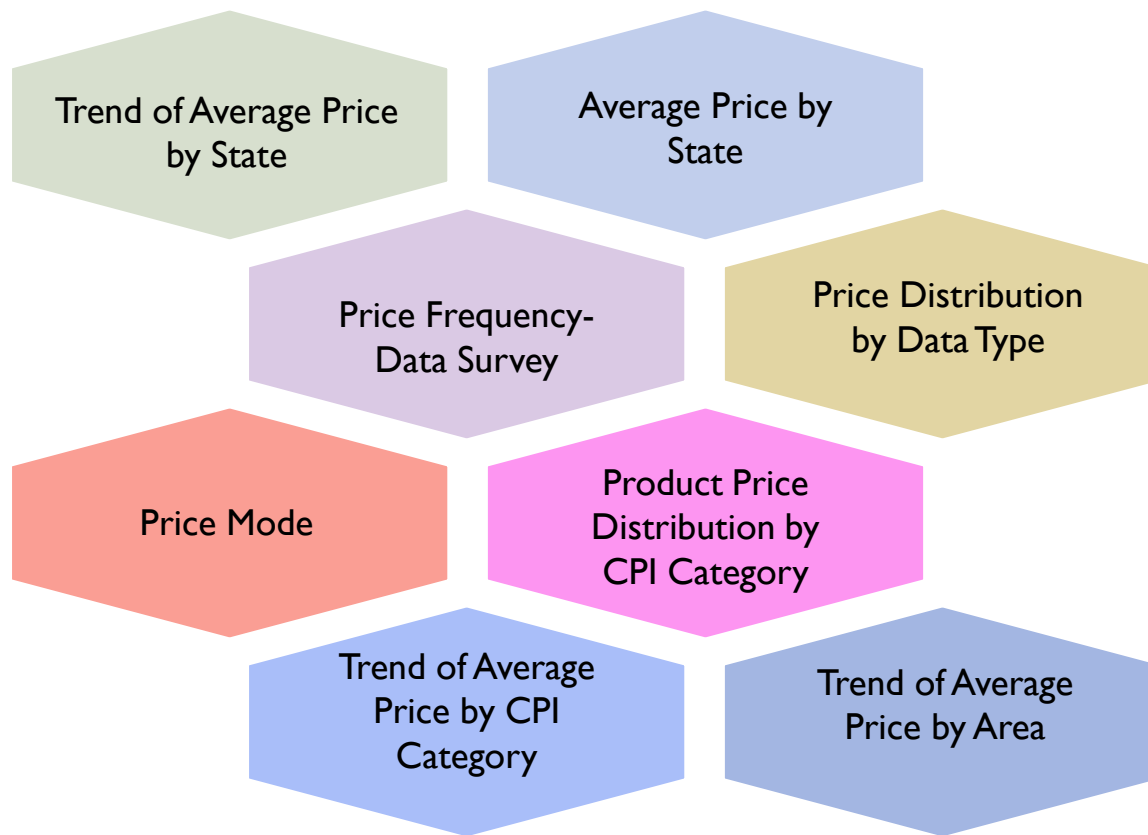 Trend of Average Price
by State
Average Price by
State
Price Frequency-
Data Survey
Price Distribution
by Data Type
Price Mode
Product Price
Distribution by
CPI Category
Trend of Average
Price by CPI
Category
Trend of Average
Price by Area